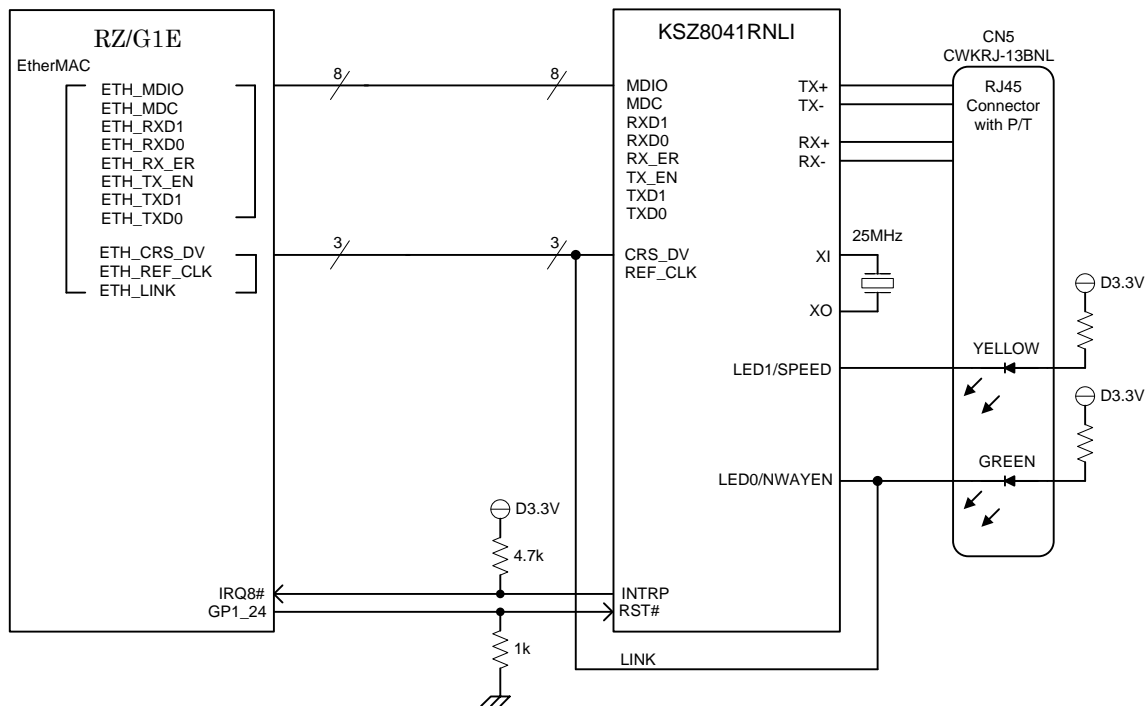 RZ/G1E
EtherMAC
ETH_MDIO
ETH_MDC
ETH_RXD1
ETH_RXD0
ETH_RX_ER
ETH_TX_EN
ETH_TXD1
ETH_TXD0
ETH_CRS_DV
ETH_REF_CLK
ETH_LINK
IRQ8#
GP1_24
8
8
3
3
D3.3V
4.7k
1k
LINK
KSZ8041RNLI
MDIO
MDC
RXD1
RXD0
RX_ER
TX_EN
TXD1
TXD0
CRS_DV
REF_CLK
INTRP
RST#
TX+
TX-
RX+
RX-
XI
XO
LED1/SPEED
LED0/NWAYEN
25MHz
CN5
CWKRJ-13BNL
RJ45
Connector
with P/T
YELLOW
GREEN
D3.3V
D3.3V